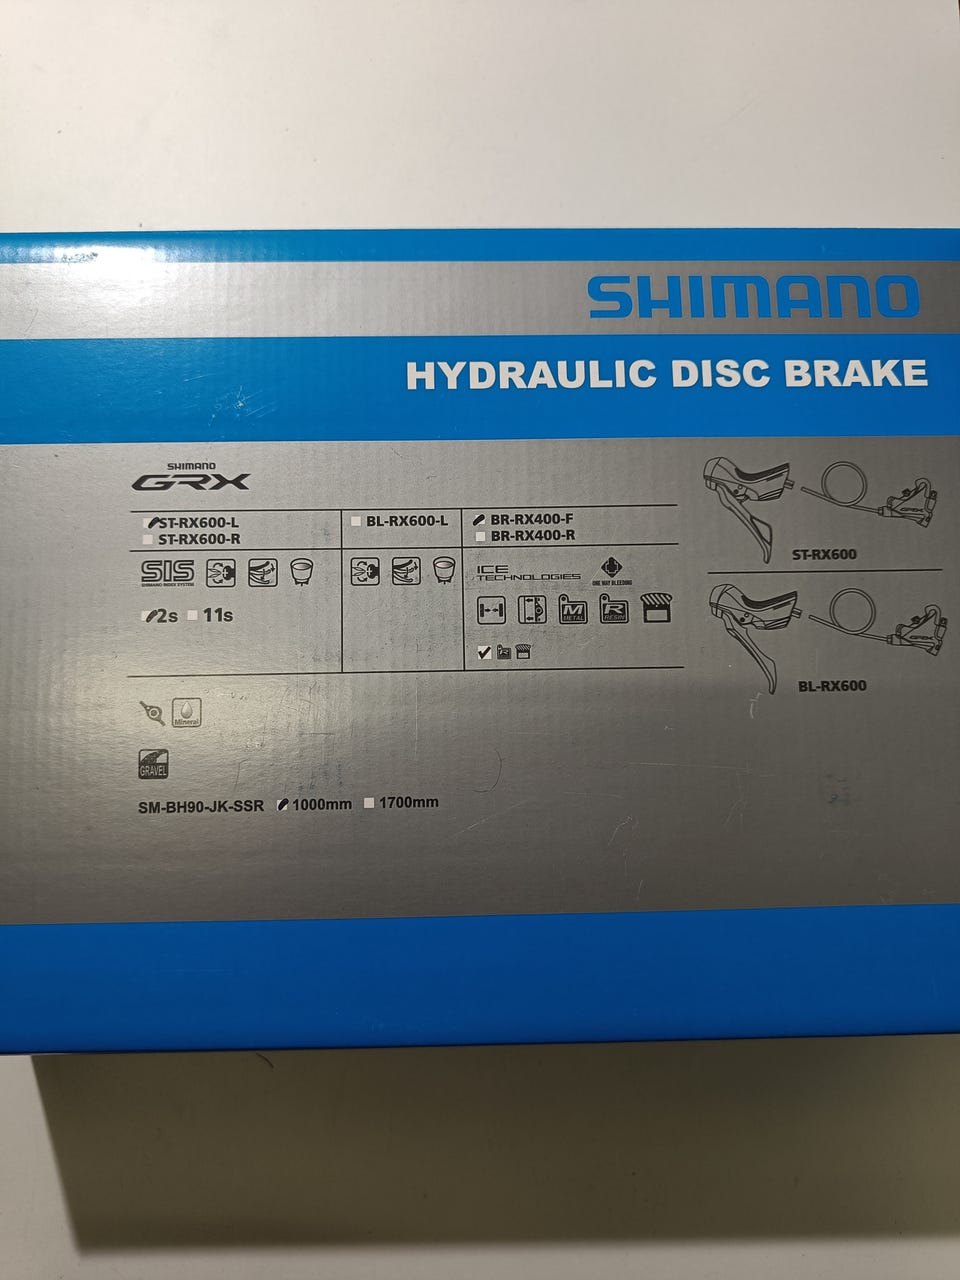 SHIMANO
HYDRAULIC DISC BRAKE
SHIMANO
GRX
ST-RX600-L
ST-RX600-R
BL-RX600-L
BR-RX400-F
BR-RX400-R
SIS
SHIMANO INDEX SYSTEM
ICE
TECHNOLOGIES
ONE WAY BLEEDING
M
METAL
R
RESIN
2s 11s
R
Mineral
GRAVEL
SM-BH90-JK-SSR 1000mm 1700mm
GRX
ST-RX600
GRX
BL-RX600